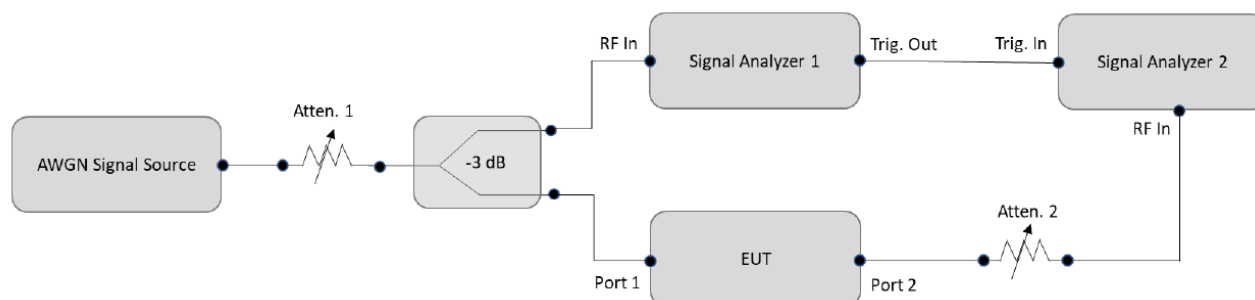 RF In
Signal Analyzer 1
Trig. Out
Trig. In
Signal Analyzer 2
Atten. 1
RF In
AWGN Signal Source
-3 dB
Atten. 2
EUT
Port 1
Port 2